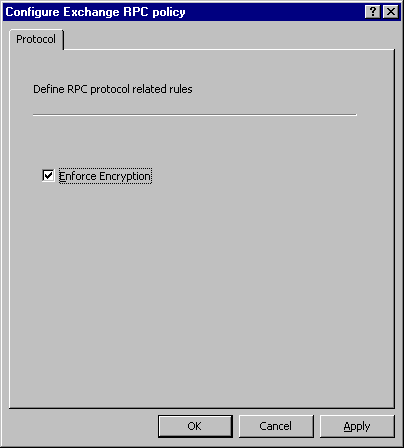 Configure Exchange RPC policy
Protocol
Define RPC protocol related rules
Enforce Encryption
OK Cancel Apply